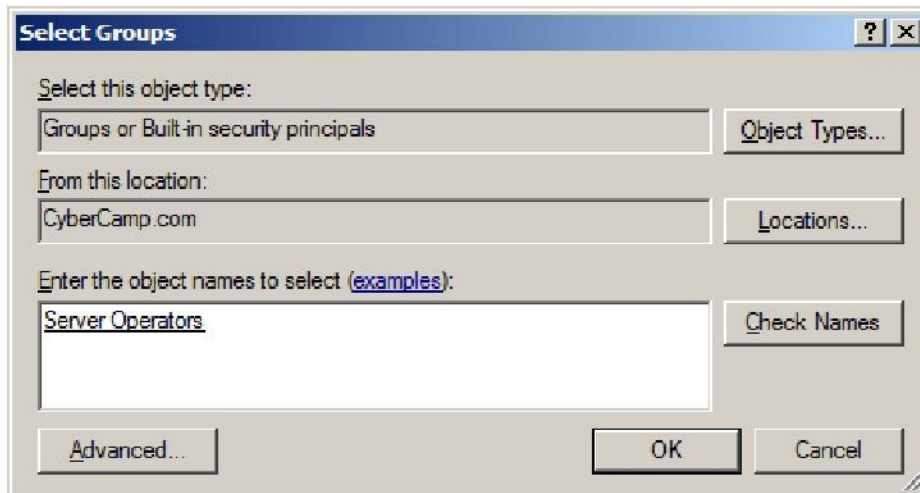 Select Groups
Select this object type:
Groups or Built-in security principals
Object Types...
From this location:
CyberCamp.com
Locations...
Enter the object names to select (examples):
Server Operators
Check Names
Advanced...
OK
Cancel